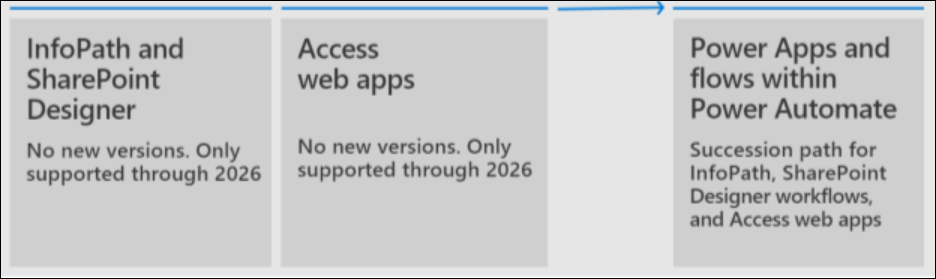 InfoPath and
SharePoint
Designer
No new versions. Only
supported through 2026
Access
web apps
No new versions. Only
supported through 2026
Power Apps and
flows within
Power Automate
Succession path for
InfoPath, SharePoint
Designer workflows,
and Access web apps